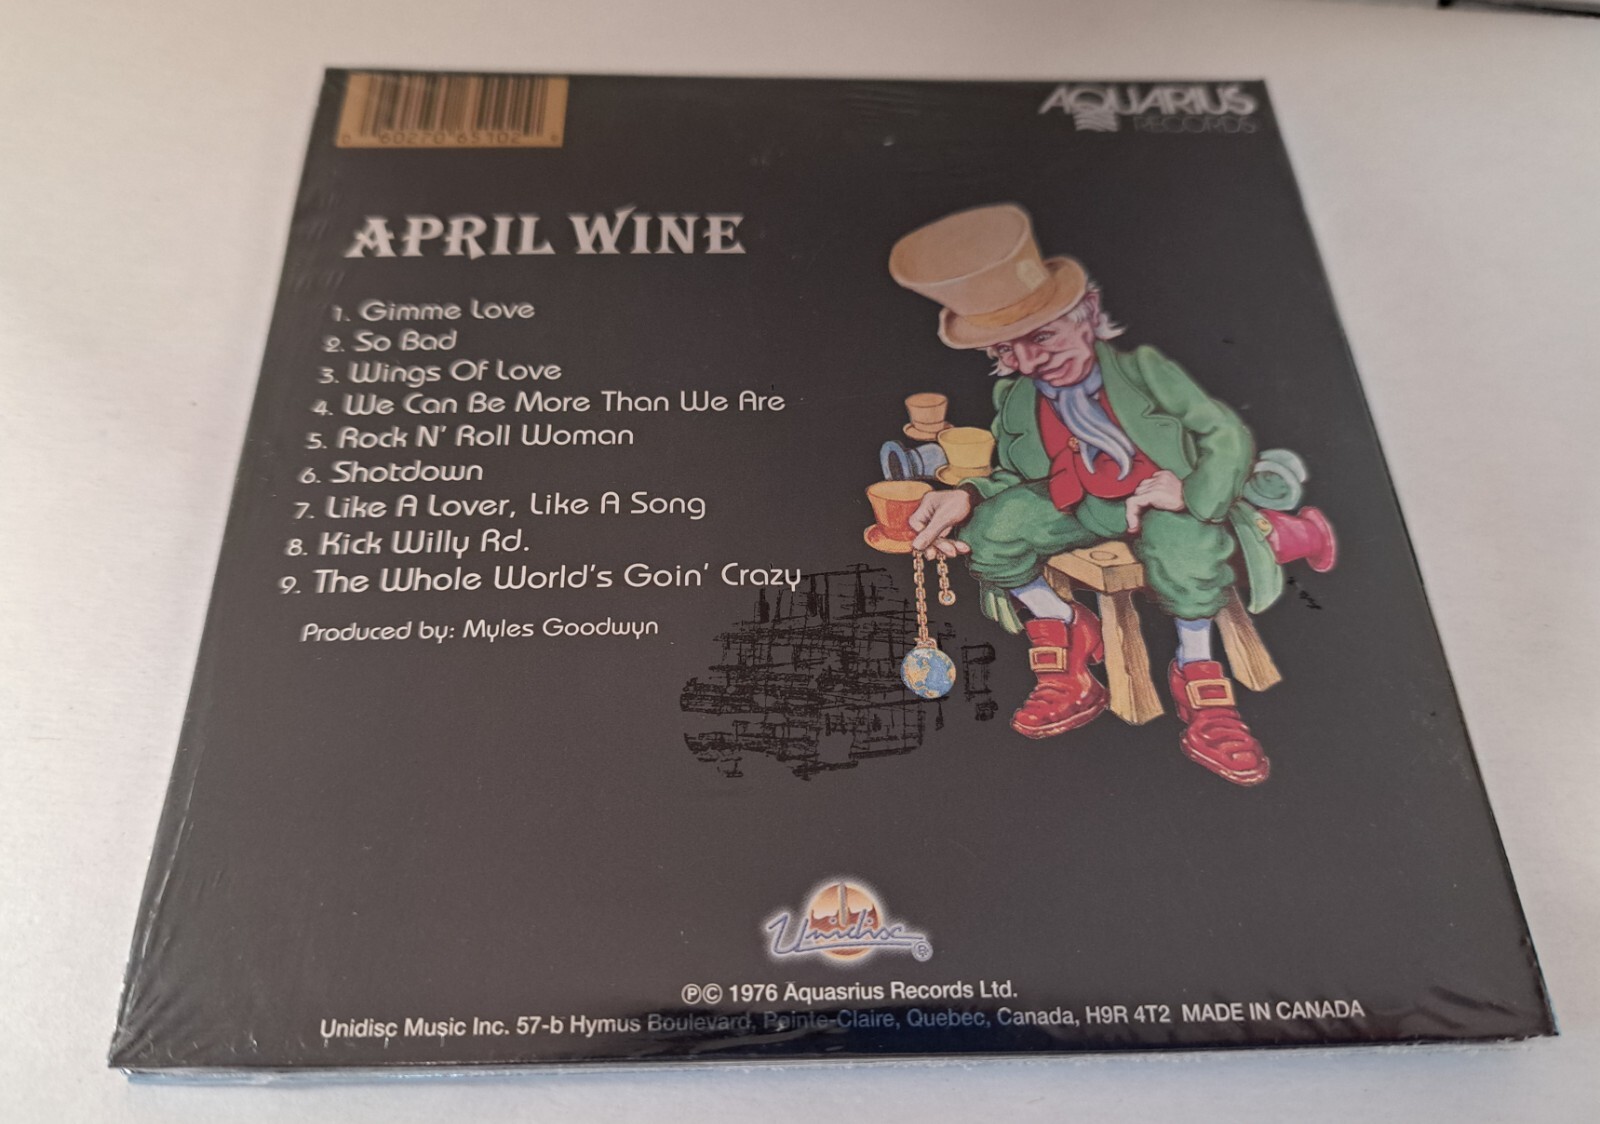 AQUARIUS
RECORDS
APRIL WINE
1. Gimme Love
2. So Bad
3. Wings Of Love
4. We Can Be More Than We Are
5. Rock N' Roll Woman
6. Shotdown
7. Like A Lover, Like A Song
8. Kick Willy Rd.
9. The Whole World's Goin' Crazy
Produced by: Myles Goodwyn
Unidisc ®
℗© 1976 Aquasrius Records Ltd.
Unidisc Music Inc. 57-b Hymus Boulevard, Pointe-Claire, Quebec, Canada, H9R 4T2 MADE IN CANADA